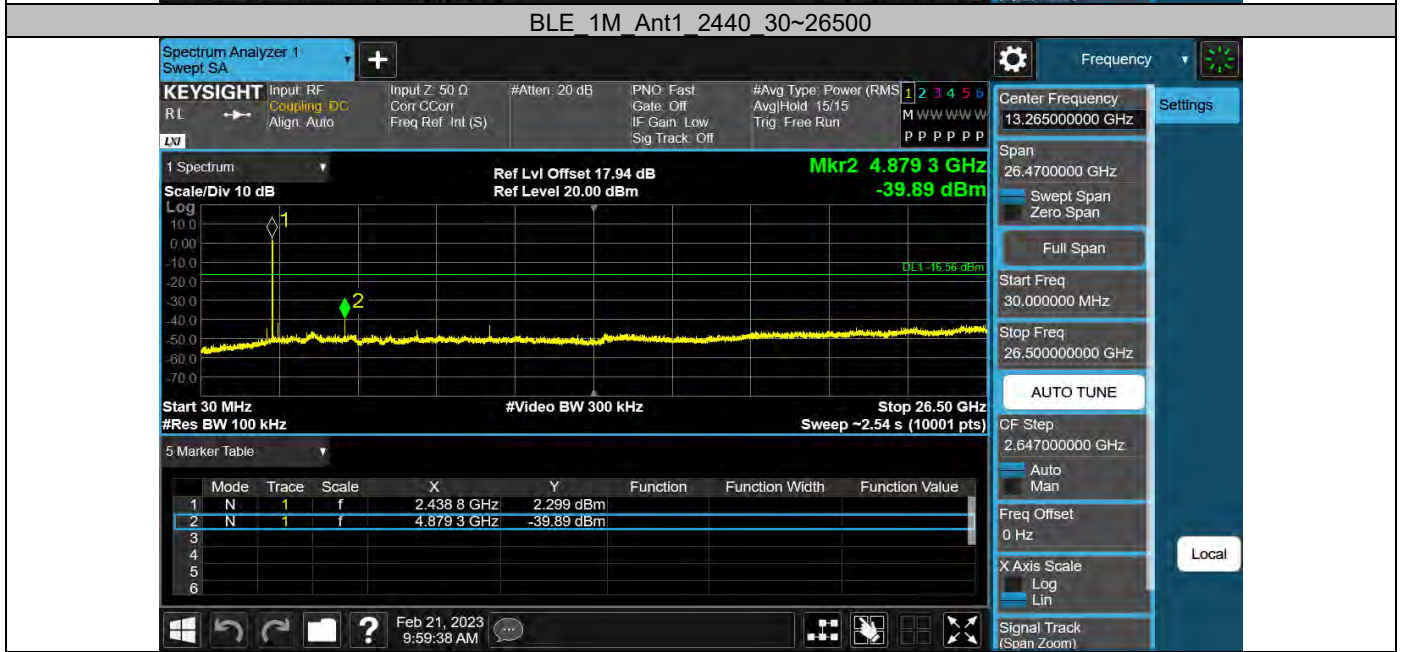 BLE_1M_Ant1_2440_30~26500
Spectrum Analyzer 1
Swept SA
+
Frequency
KEYSIGHT
RL
LXI
Input: RF
Coupling: DC
Align: Auto
Input Z: 50 Ω
Corr CCorr
Freq Ref: Int (S)
#Atten: 20 dB
PNO: Fast
Gate: Off
IF Gain: Low
Sig Track: Off
#Avg Type: Power (RMS
Avg|Hold: 15/15
Trig: Free Run
1 2 3 4 5 6
M W W W W W
P P P P P P
1 Spectrum
Scale/Div 10 dB
Ref Lvl Offset 17.94 dB
Ref Level 20.00 dBm
Mkr2 4.879 3 GHz
-39.89 dBm
Log
10.0
0.00
-10.0
-20.0
-30.0
-40.0
-50.0
-60.0
-70.0
1
2
DL1 -16.56 dBm
Start 30 MHz
#Video BW 300 kHz
Stop 26.50 GHz
#Res BW 100 kHz
Sweep ~2.54 s (10001 pts)
5 Marker Table
Mode Trace Scale X Y Function Function Width Function Value
1 N 1 f 2.438 8 GHz 2.299 dBm
2 N 1 f 4.879 3 GHz -39.89 dBm
3
4
5
6
?
Feb 21, 2023
9:59:38 AM
Center Frequency
13.265000000 GHz
Settings
Span
26.4700000 GHz
Swept Span
Zero Span
Full Span
Start Freq
30.000000 MHz
Stop Freq
26.500000000 GHz
AUTO TUNE
CF Step
2.647000000 GHz
Auto
Man
Freq Offset
0 Hz
Local
X Axis Scale
Log
Lin
Signal Track
(Span Zoom)